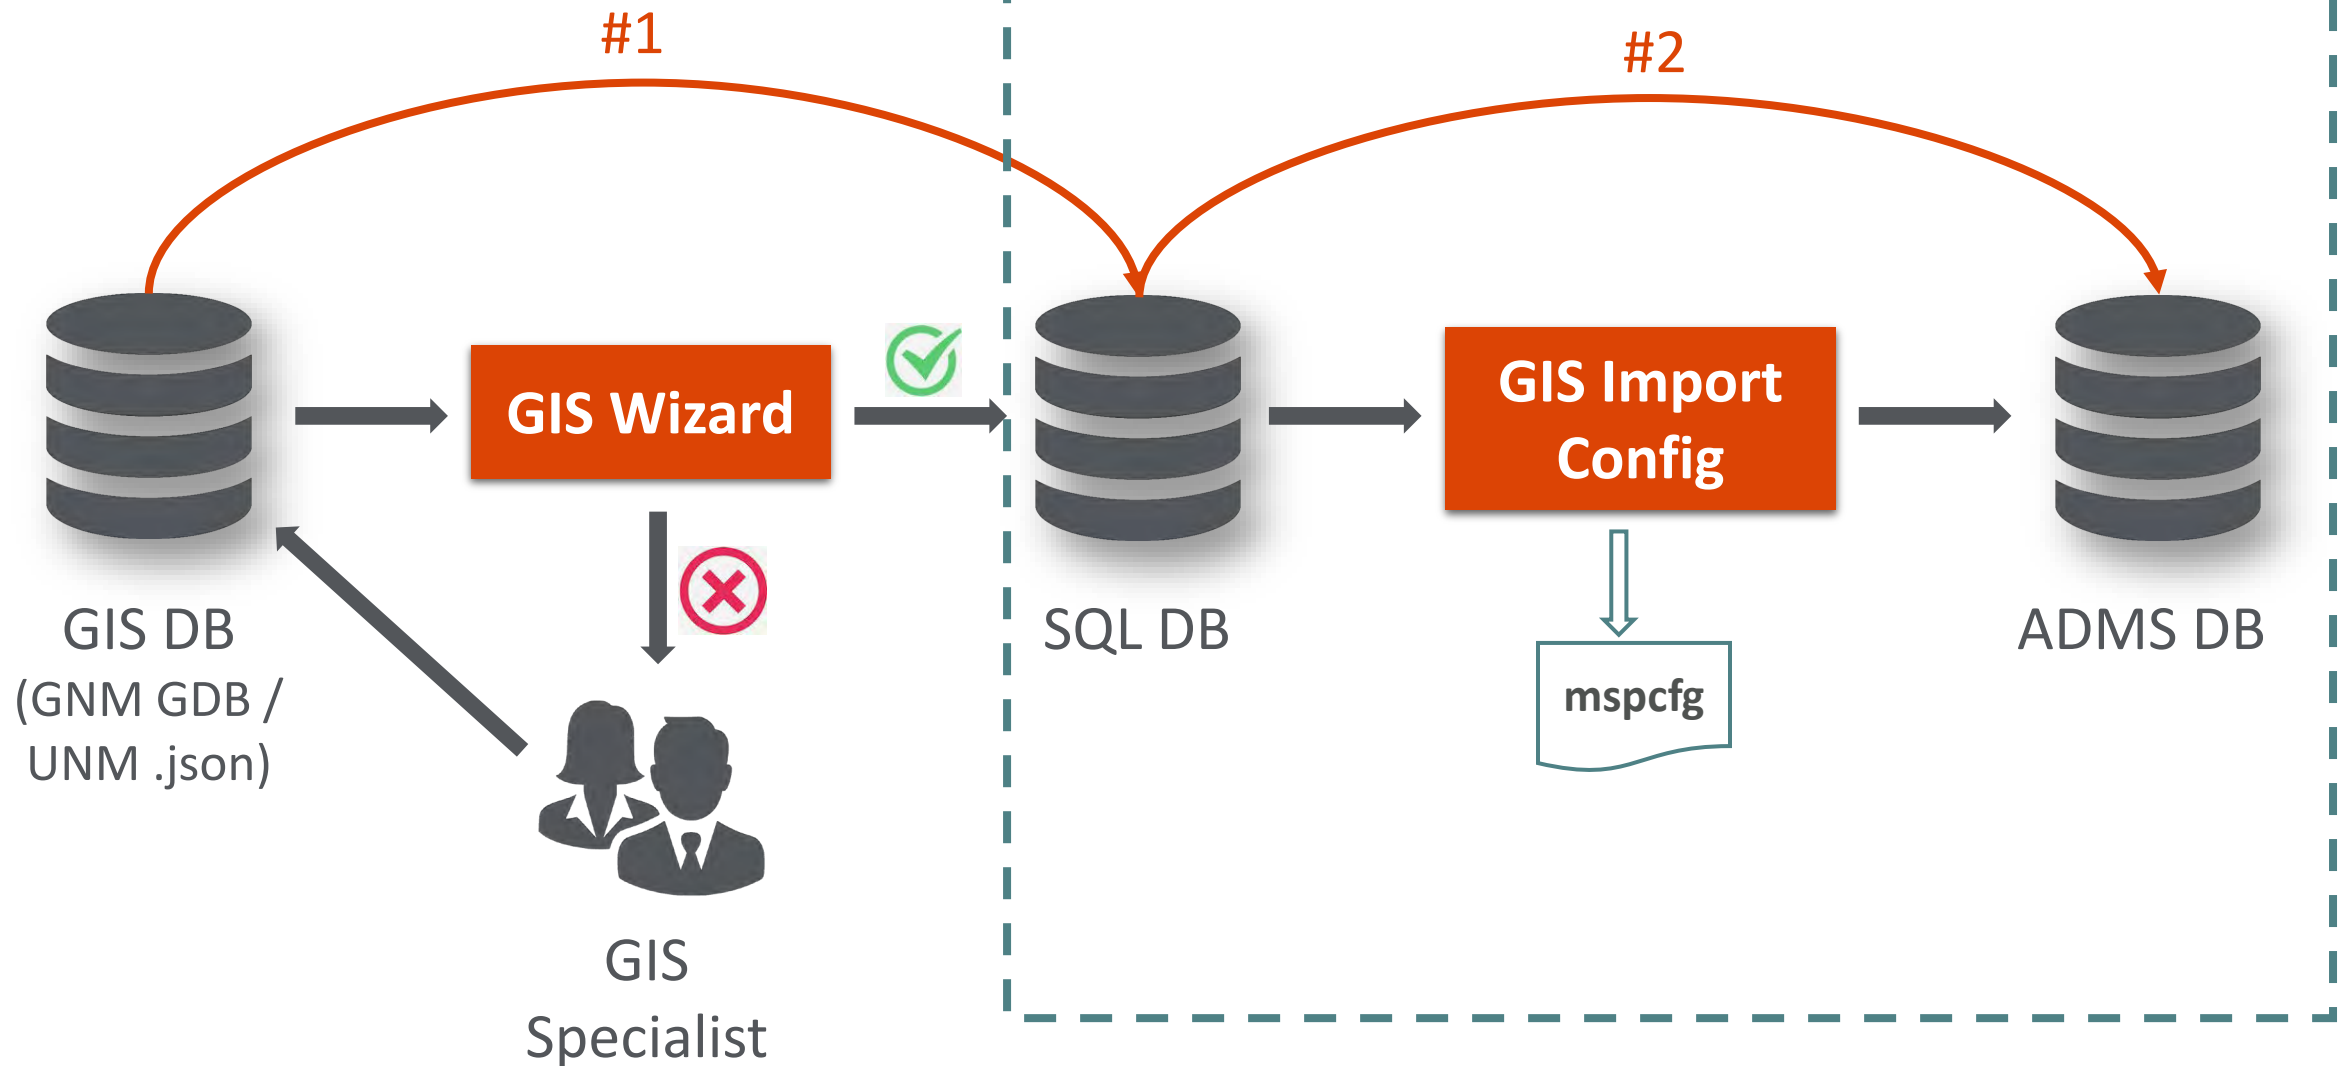 #1
#2
GIS Wizard
GIS Import
Config
GIS DB
(GNM GDB /
UNM .json)
SQL DB
ADMS DB
mspcfg
GIS
Specialist